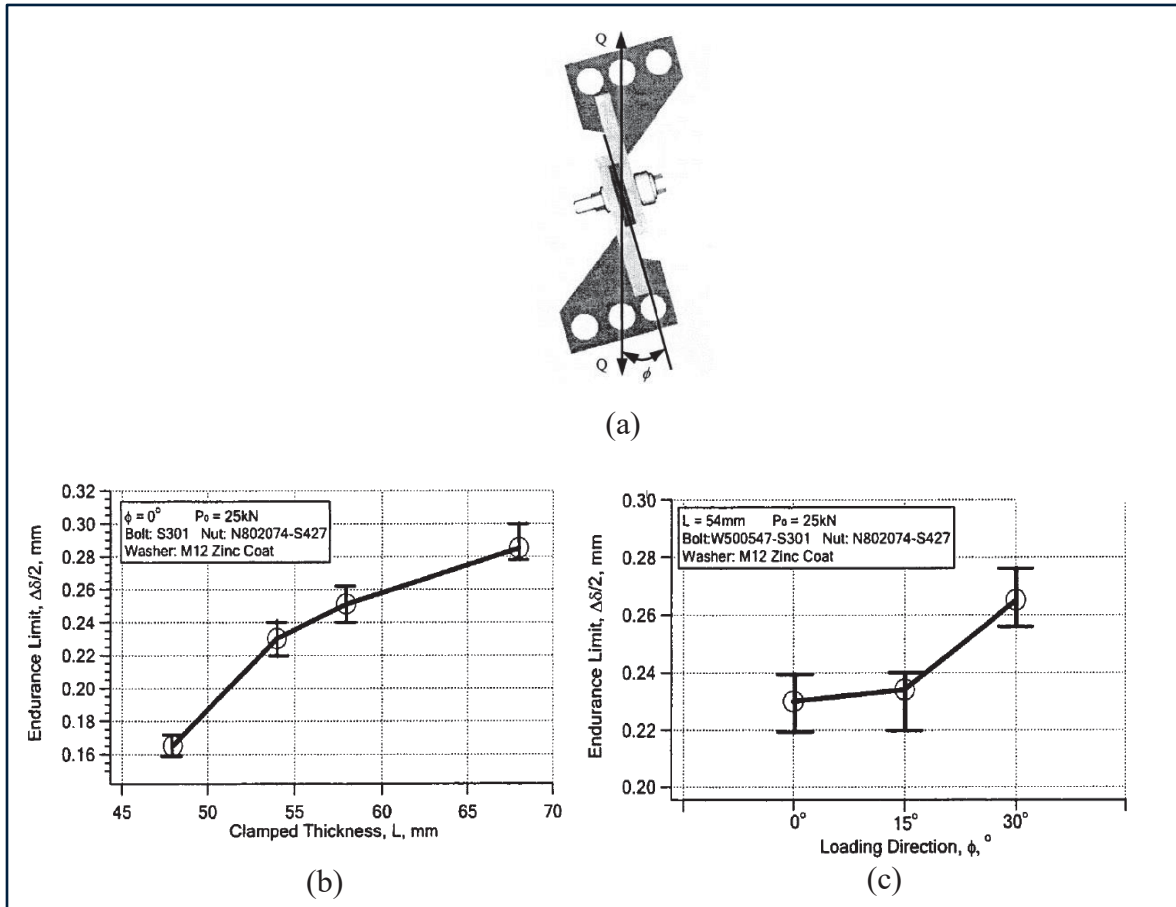 Q
Q
ϕ
(a)
Endurance Limit, Δδ/2, mm
0.32
0.30
0.28
0.26
0.24
0.22
0.20
0.18
0.16
ϕ = 0° P₀ = 25kN
Bolt: S301 Nut: N802074-S427
Washer: M12 Zinc Coat
45 50 55 60 65 70
Clamped Thickness, L, mm
(b)
Endurance Limit, Δδ/2, mm
0.30
0.28
0.26
0.24
0.22
0.20
L = 54mm P₀ = 25kN
Bolt:W500547-S301 Nut: N802074-S427
Washer: M12 Zinc Coat
0° 15° 30°
Loading Direction, ϕ, °
(c)